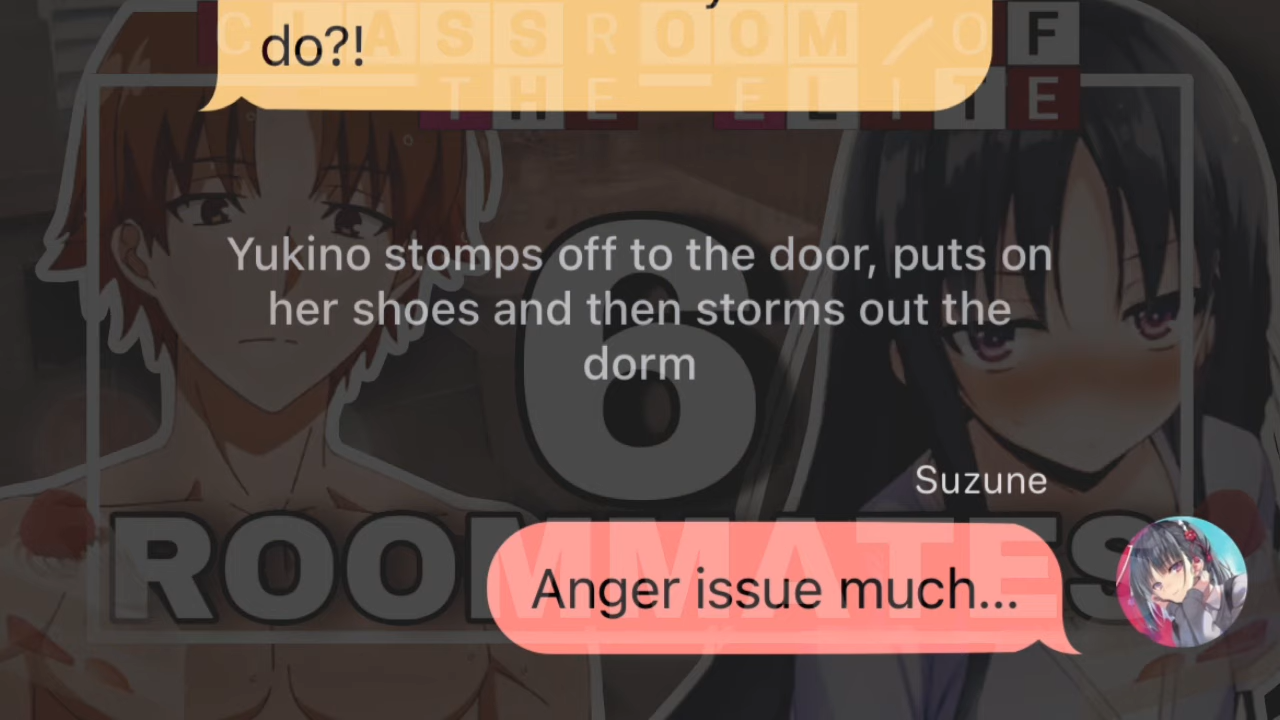 CLASSROOM OF
do?!
THE ELITE
Yukino stomps off to the door, puts on
her shoes and then storms out the
dorm
6
Suzune
ROOMMATES
Anger issue much...